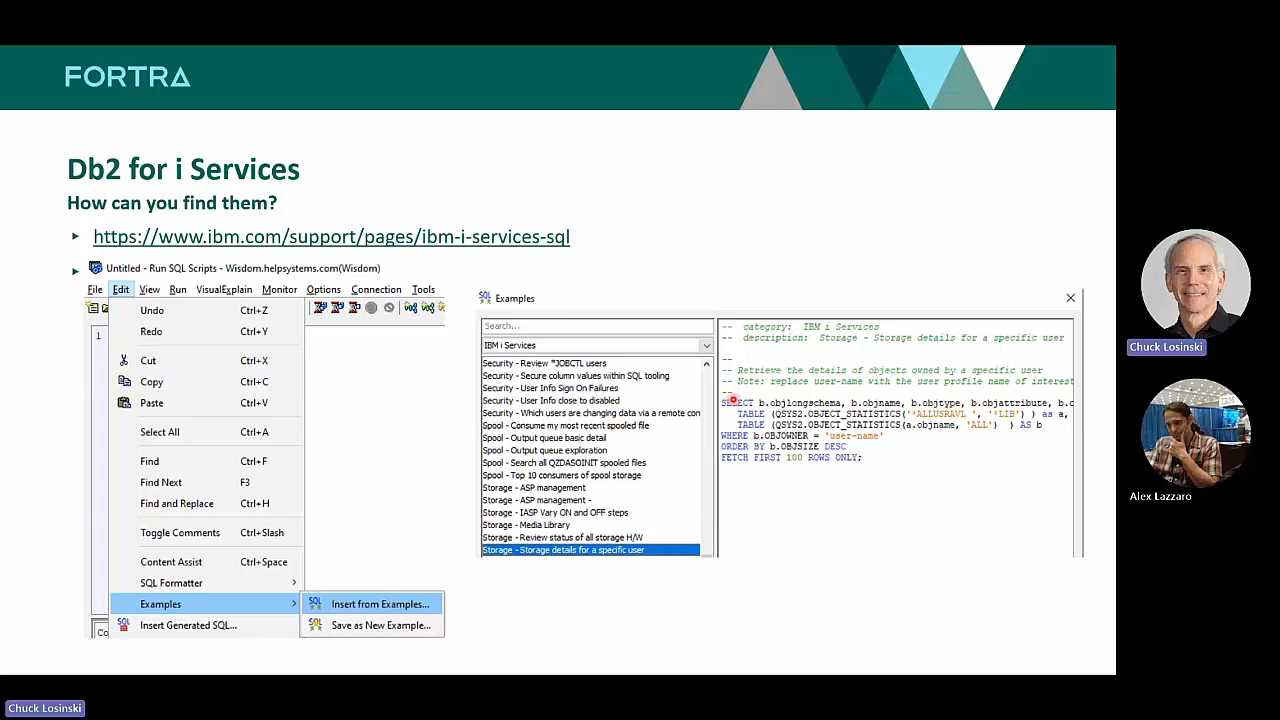 FORTRA
Db2 for i Services
How can you find them?
https://www.ibm.com/support/pages/ibm-i-services-sql
Untitled - Run SQL Scripts - Wisdom.helpsystems.com(Wisdom)
File Edit View Run VisualExplain Monitor Options Connection Tools
1
Undo Ctrl+Z
Redo Ctrl+Y
Cut Ctrl+X
Copy Ctrl+C
Paste Ctrl+V
Select All Ctrl+A
Find Ctrl+F
Find Next F3
Find and Replace Ctrl+H
Toggle Comments Ctrl+Slash
Content Assist Ctrl+Space
SQL Formatter
Examples
Insert Generated SQL...
Insert from Examples...
Save as New Example...
Co
SQL Examples
Search...
IBM i Services
Security - Review *JOBCTL users
Security - Secure column values within SQL tooling
Security - User Info Sign On Failures
Security - User Info close to disabled
Security - Which users are changing data via a remote con
Spool - Consume my most recent spooled file
Spool - Output queue basic detail
Spool - Output queue exploration
Spool - Search all QZDASOINIT spooled files
Spool - Top 10 consumers of spool storage
Storage - ASP management
Storage - ASP management -
Storage - IASP Vary ON and OFF steps
Storage - Media Library
Storage - Review status of all storage H/W
Storage - Storage details for a specific user
-- category: IBM i Services
-- description: Storage - Storage details for a specific user
--
-- Retrieve the details of objects owned by a specific user
-- Note: replace user-name with the user profile name of interest
--
SELECT b.objlongschema, b.objname, b.objtype, b.objattribute, b.c
TABLE (QSYS2.OBJECT_STATISTICS('*ALLUSRAVL ', '*LIB') ) as a,
TABLE (QSYS2.OBJECT_STATISTICS(a.objname, 'ALL') ) AS b
WHERE b.OBJOWNER = 'user-name'
ORDER BY b.OBJSIZE DESC
FETCH FIRST 100 ROWS ONLY;
Chuck Losinski
Alex Lazzaro
Chuck Losinski